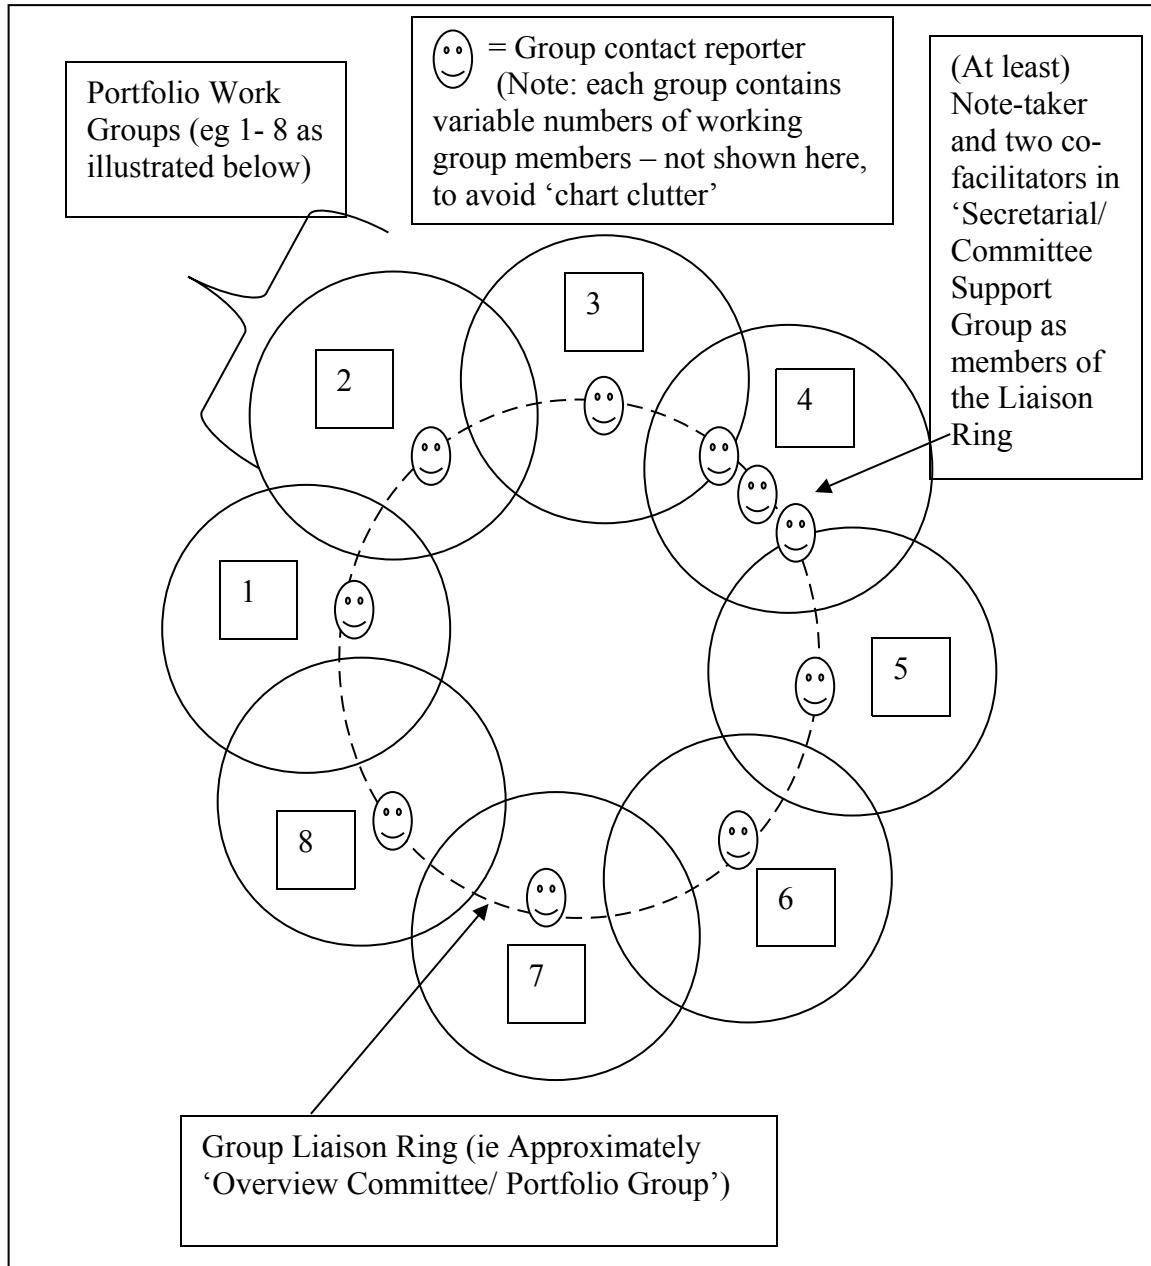 Portfolio Work
Groups (eg 1- 8 as
illustrated below)
= Group contact reporter
(Note: each group contains
variable numbers of working
group members – not shown here,
to avoid ‘chart clutter’
(At least)
Note-taker
and two co-
facilitators in
‘Secretarial/
Committee
Support
Group as
members of
the Liaison
Ring
3
2
4
1
5
8
6
7
Group Liaison Ring (ie Approximately
‘Overview Committee/ Portfolio Group’)